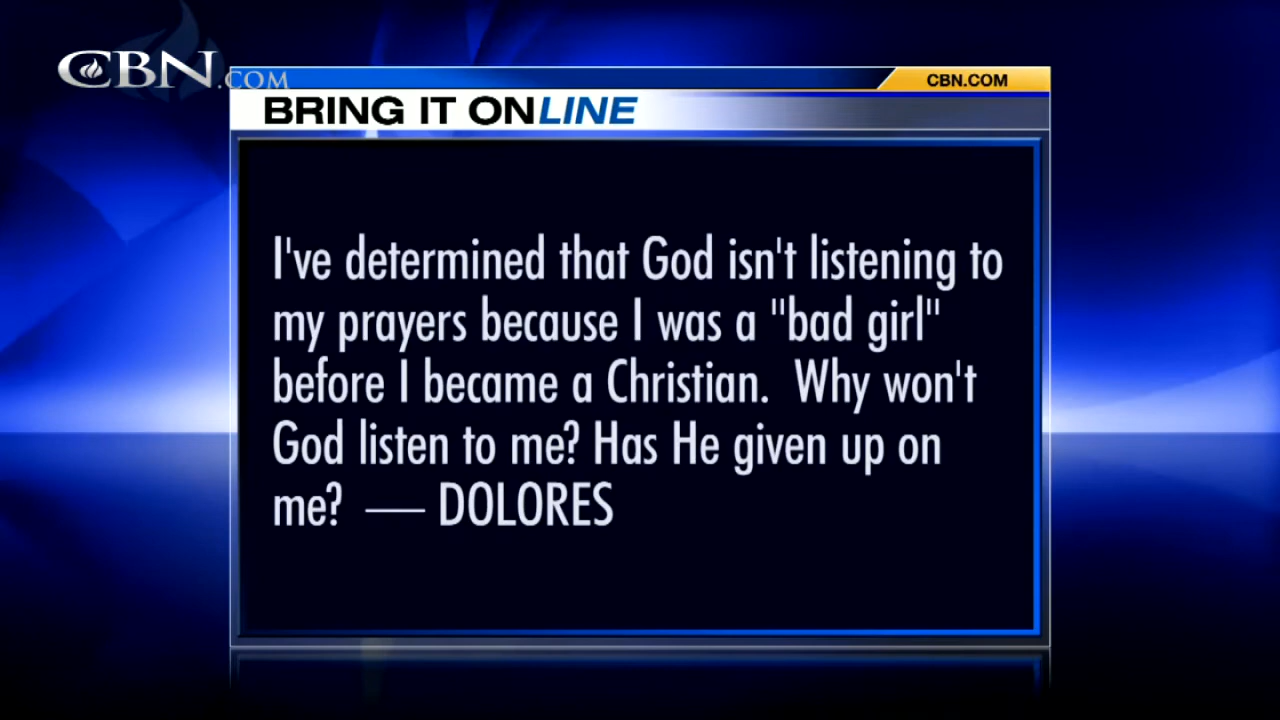 CBN.COM
CBN.COM
BRING IT ONLINE
I've determined that God isn't listening to
my prayers because I was a "bad girl"
before I became a Christian.  Why won't
God listen to me? Has He given up on
me?  — DOLORES